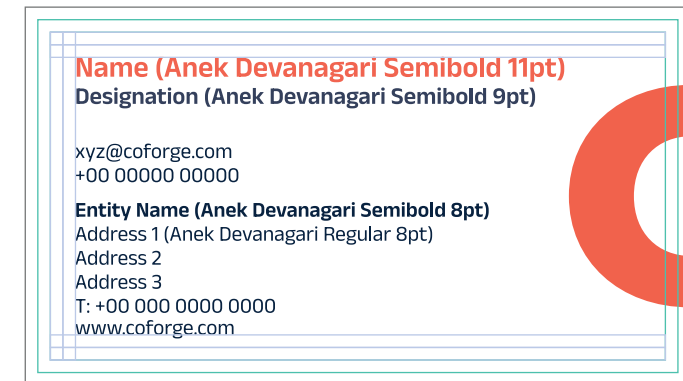 Name (Anek Devanagari Semibold 11pt)
Designation (Anek Devanagari Semibold 9pt)
xyz@coforge.com
+00 00000 00000
Entity Name (Anek Devanagari Semibold 8pt)
Address 1 (Anek Devanagari Regular 8pt)
Address 2
Address 3
T: +00 000 0000 0000
www.coforge.com